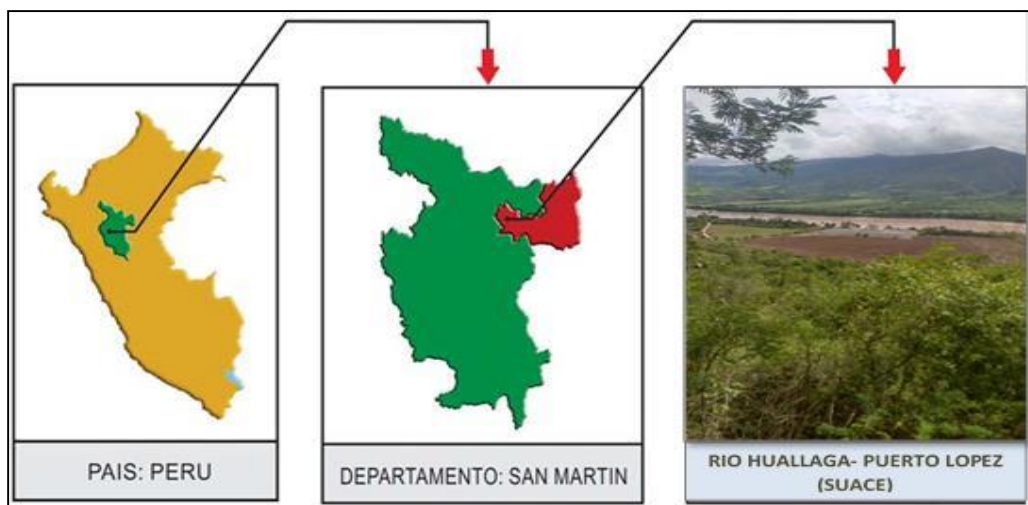 PAIS: PERU
DEPARTAMENTO: SAN MARTIN
RIO HUALLAGA- PUERTO LOPEZ
(SUACE)